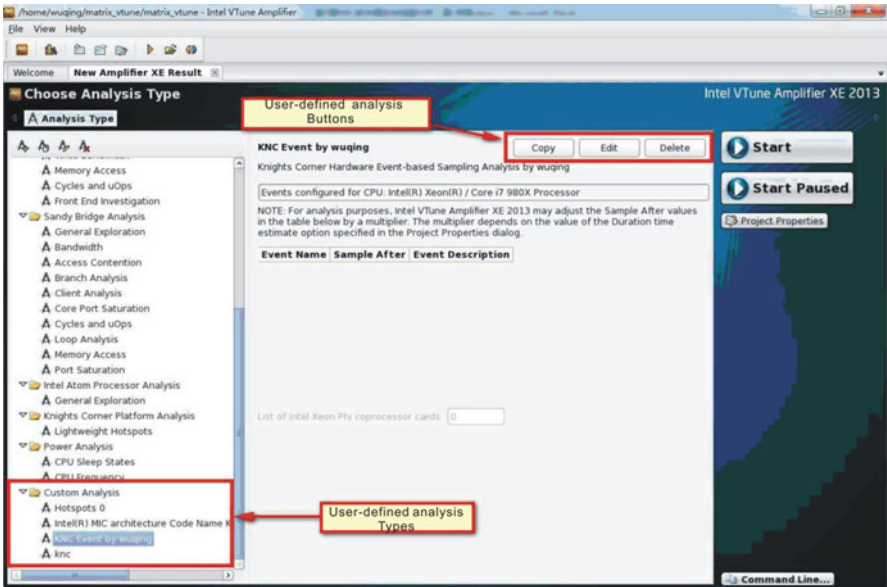 /home/wuqing/matrix_vtune/matrix_vtune - Intel VTune Amplifier
File View Help
Welcome New Amplifier XE Result
Choose Analysis Type
Intel VTune Amplifier XE 2013
Analysis Type
User-defined analysis
Buttons
Memory Access
Cycles and uOps
Front End Investigation
Sandy Bridge Analysis
General Exploration
Bandwidth
Access Contention
Branch Analysis
Client Analysis
Core Port Saturation
Cycles and uOps
Loop Analysis
Memory Access
Port Saturation
Intel Atom Processor Analysis
General Exploration
Knights Corner Platform Analysis
Lightweight Hotspots
Power Analysis
CPU Sleep States
CPU Frequency
Custom Analysis
Hotspots 0
Intel(R) MIC architecture Code Name K
KNC Event by wuqing
knc
KNC Event by wuqing
Copy Edit Delete
Knights Corner Hardware Event-based Sampling Analysis by wuqing
Events configured for CPU: Intel(R) Xeon(R) / Core i7 980X Processor
NOTE: For analysis purposes, Intel VTune Amplifier XE 2013 may adjust the Sample After values
in the table below by a multiplier. The multiplier depends on the value of the Duration time
estimate option specified in the Project Properties dialog.
Event Name Sample After Event Description
List of Intel Xeon Phi coprocessor cards 0
User-defined analysis
Types
Start
Start Paused
Project Properties
Command Line...